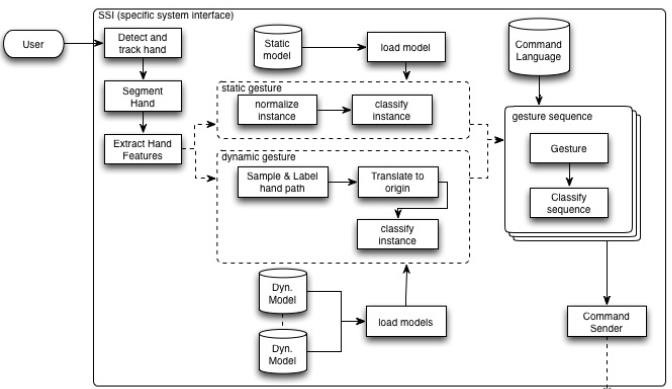 SSI (specific system interface)
User
Detect and
track hand
Segment
Hand
Extract Hand
Features
Static
model
load model
static gesture
normalize
instance
classify
instance
dynamic gesture
Sample & Label
hand path
Translate to
origin
classify
instance
Dyn.
Model
Dyn.
Model
load models
Command
Language
gesture sequence
Gesture
Classify
sequence
Command
Sender